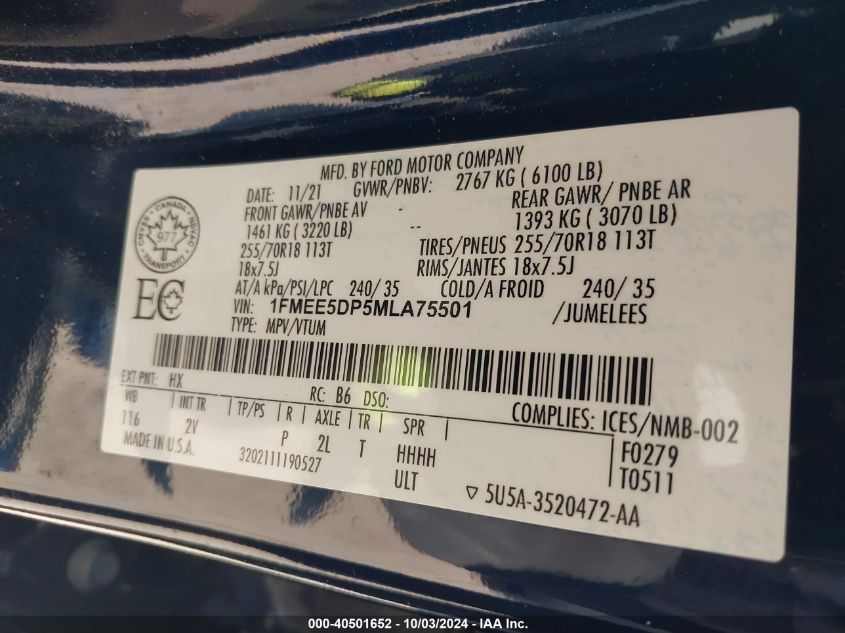 MFD. BY FORD MOTOR COMPANY
DATE: 11/21 GVWR/PNBV: 2767 KG ( 6100 LB)
FRONT GAWR/PNBE AV - REAR GAWR/ PNBE AR
1461 KG ( 3220 LB) - 1393 KG ( 3070 LB)
255/70R18 113T TIRES/PNEUS 255/70R18 113T
18x7.5J RIMS/JANTES 18x7.5J
AT/A kPa/PSI/LPC 240/ 35 COLD/A FROID 240/ 35
VIN: 1FMEE5DP5MLA75501 /JUMELEES
TYPE: MPV/VTUM
CANADA
977
TRANSPORT
EC
EXT PNT: HX RC: B6 DSO:
COMPLIES: ICES/NMB-002
WB | INT TR | TP/PS | R | AXLE | TR | SPR |
116 2V P 2L T HHHH
F0279
MADE IN U.S.A. 3202111190527 ULT
T0511
▽ 5U5A-3520472-AA
000-40501652 - 10/03/2024 - IAA Inc.